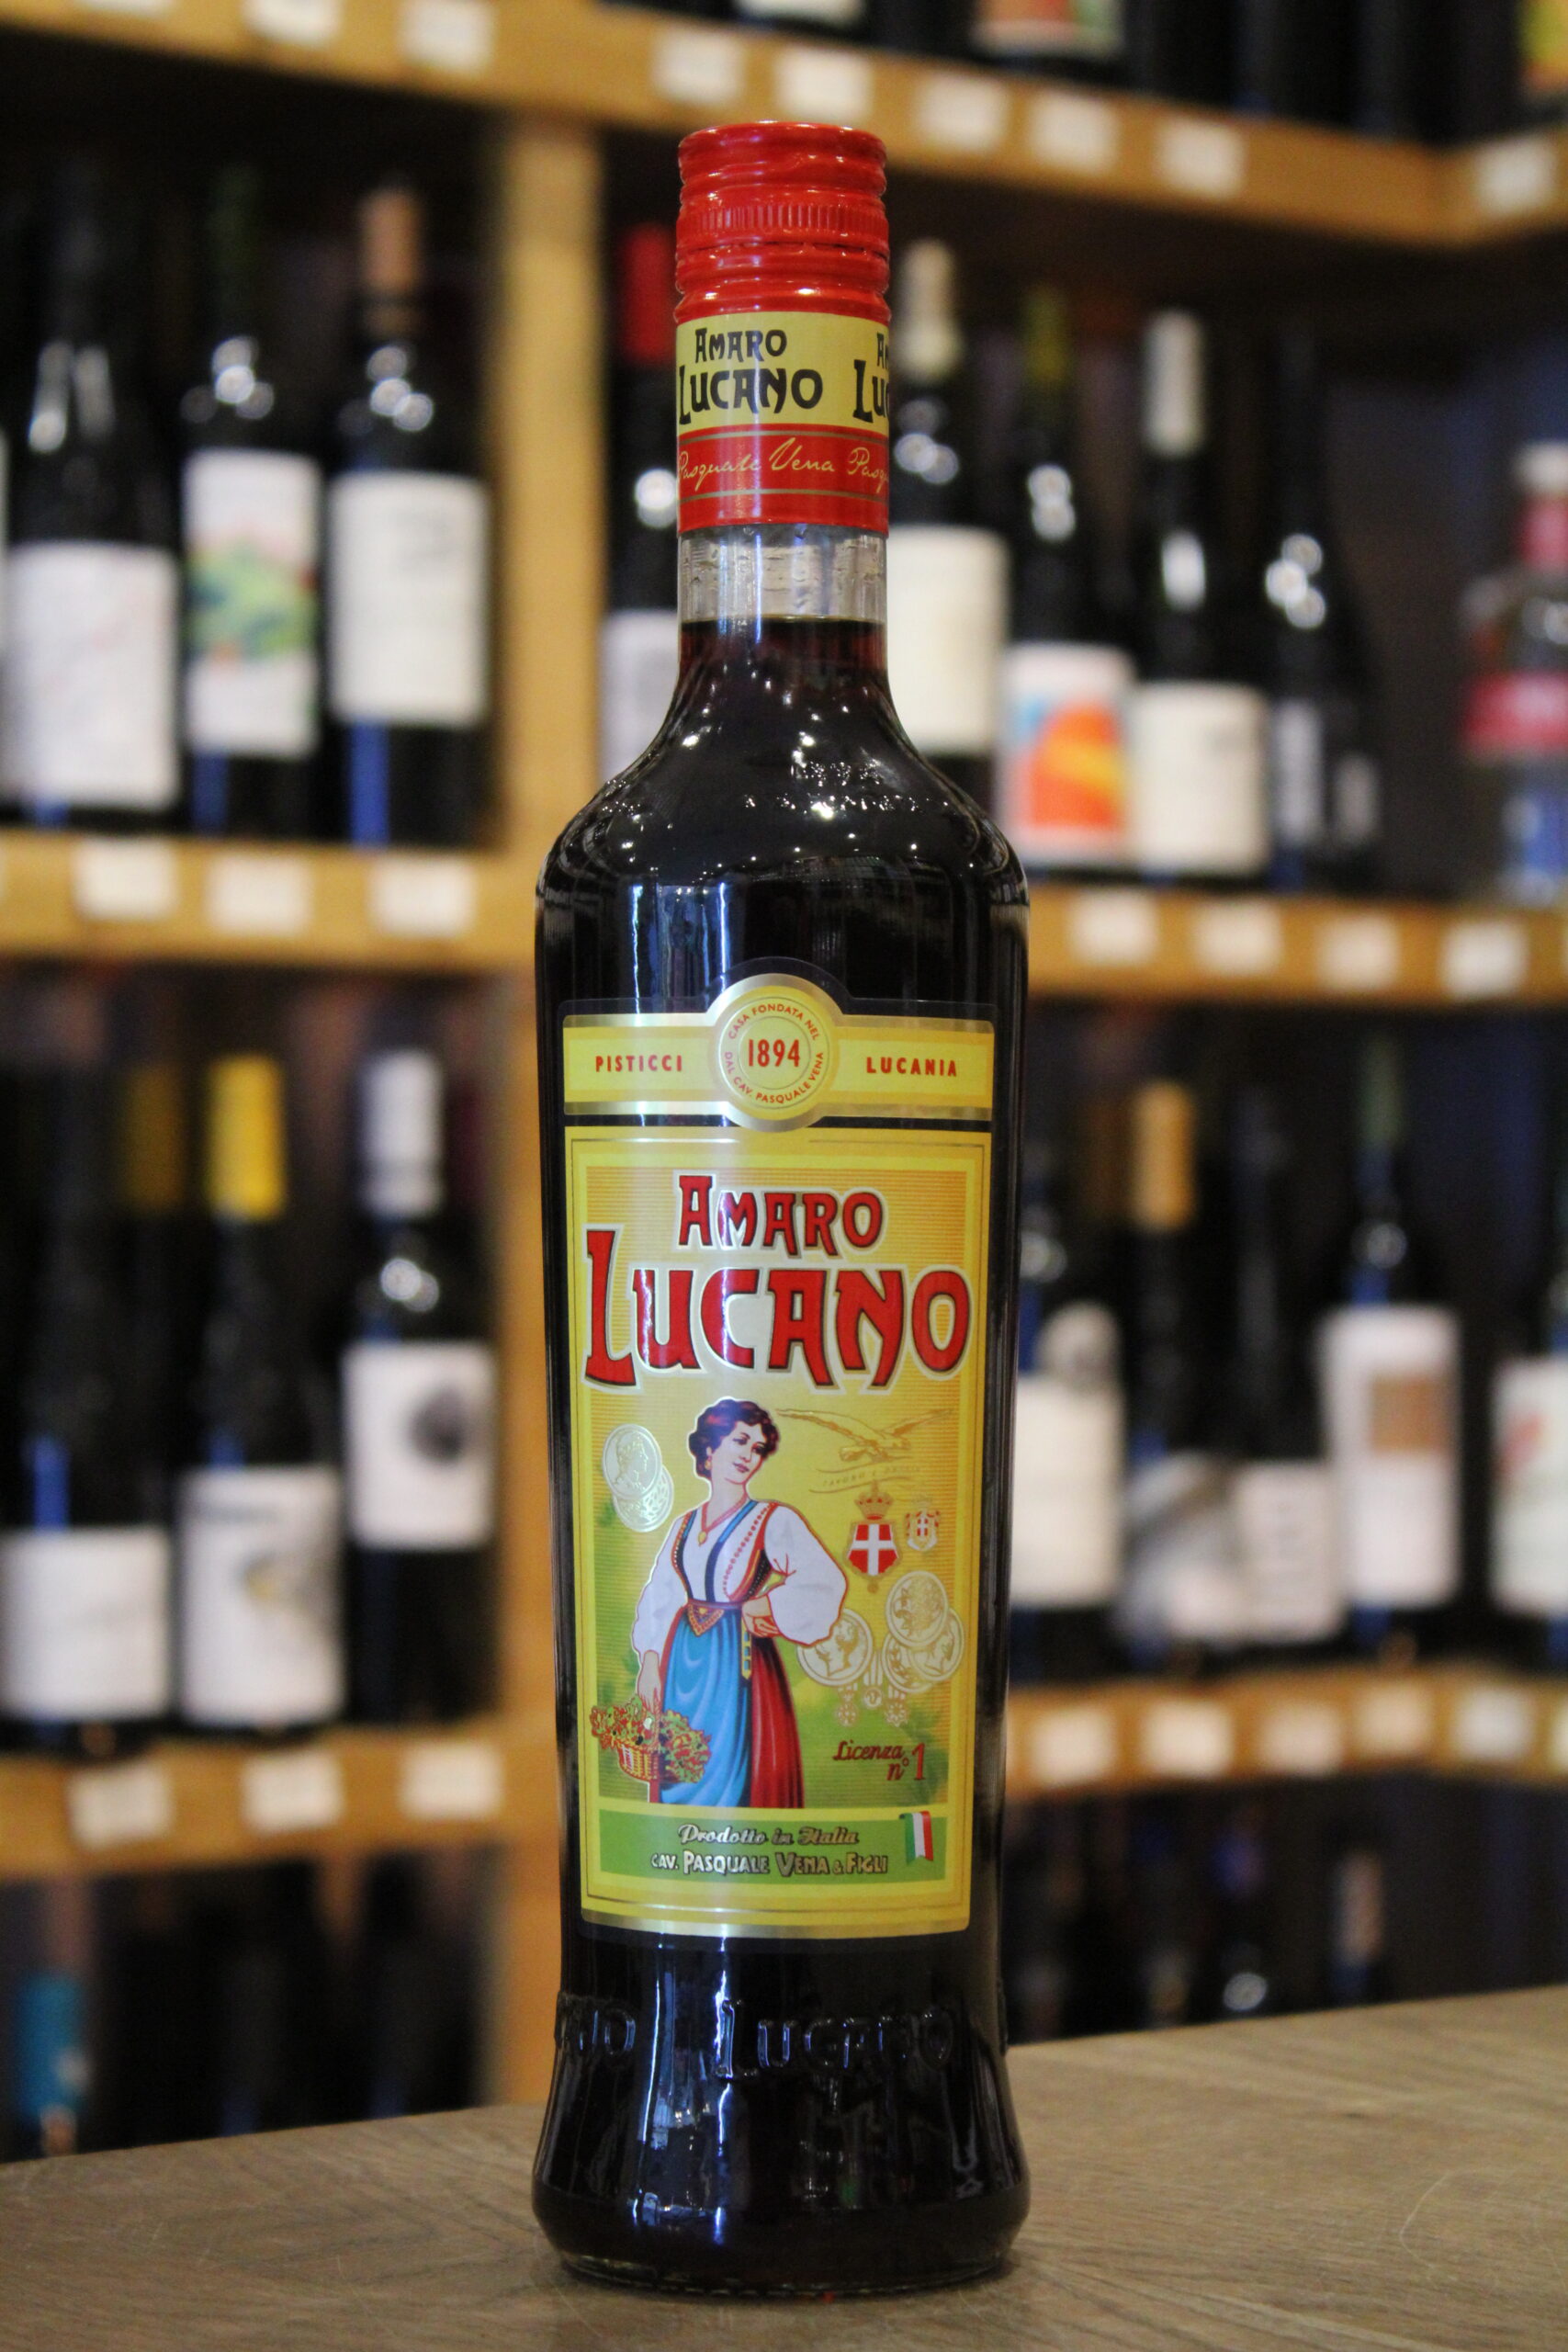 AMARO
LUCANO
Pasquale Vena
CASA FONDATA NEL
1894
DAL CAV. PASQUALE VENA
PISTICCI
LUCANIA
AMARO
LUCANO
Licenza
n° 1
Prodotto in Italia
CAV. PASQUALE VENA & FIGLI
LUCANO